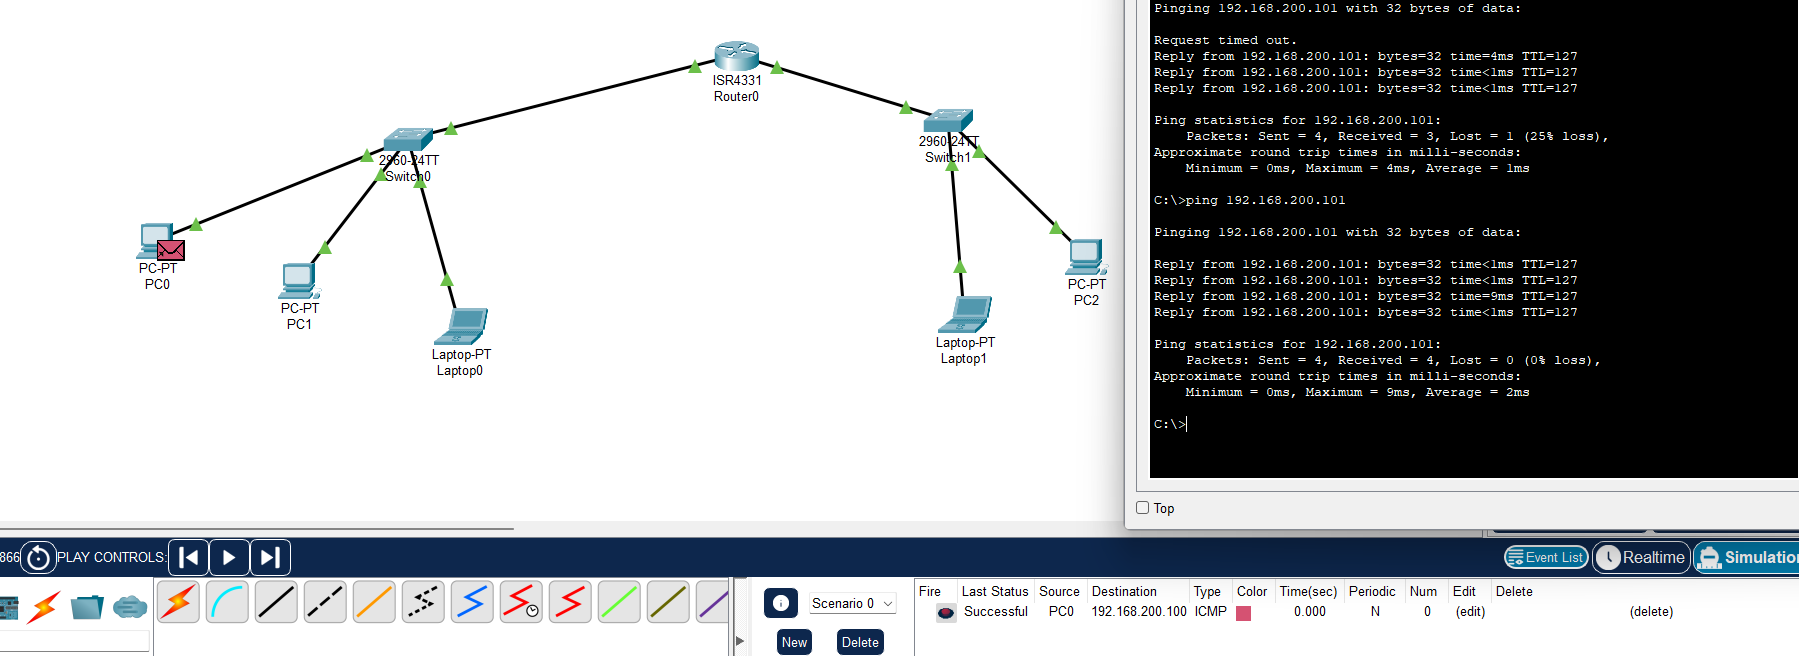 Pinging 192.168.200.101 with 32 bytes of data:
Request timed out.
Reply from 192.168.200.101: bytes=32 time=4ms TTL=127
Reply from 192.168.200.101: bytes=32 time<1ms TTL=127
Reply from 192.168.200.101: bytes=32 time<1ms TTL=127
Ping statistics for 192.168.200.101:
Packets: Sent = 4, Received = 3, Lost = 1 (25% loss),
Approximate round trip times in milli-seconds:
Minimum = 0ms, Maximum = 4ms, Average = 1ms
C:\>ping 192.168.200.101
Pinging 192.168.200.101 with 32 bytes of data:
Reply from 192.168.200.101: bytes=32 time<1ms TTL=127
Reply from 192.168.200.101: bytes=32 time<1ms TTL=127
Reply from 192.168.200.101: bytes=32 time=9ms TTL=127
Reply from 192.168.200.101: bytes=32 time<1ms TTL=127
Ping statistics for 192.168.200.101:
Packets: Sent = 4, Received = 4, Lost = 0 (0% loss),
Approximate round trip times in milli-seconds:
Minimum = 0ms, Maximum = 9ms, Average = 2ms
C:\>
Top
ISR4331
Router0
2960-24TT
Switch0
2960-24TT
Switch1
PC-PT
PC0
PC-PT
PC1
Laptop-PT
Laptop0
Laptop-PT
Laptop1
PC-PT
PC2
866 PLAY CONTROLS:
Event List Realtime Simulation
Scenario 0
New Delete
Fire Last Status Source Destination Type Color Time(sec) Periodic Num Edit Delete
Successful PC0 192.168.200.100 ICMP 0.000 N 0 (edit) (delete)